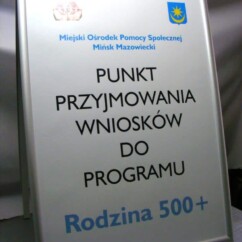 Miejski Ośrodek Pomocy Społecznej
Mińsk Mazowiecki
PUNKT
PRZYJMOWANIA
WNIOSKÓW
DO
PROGRAMU
Rodzina 500+